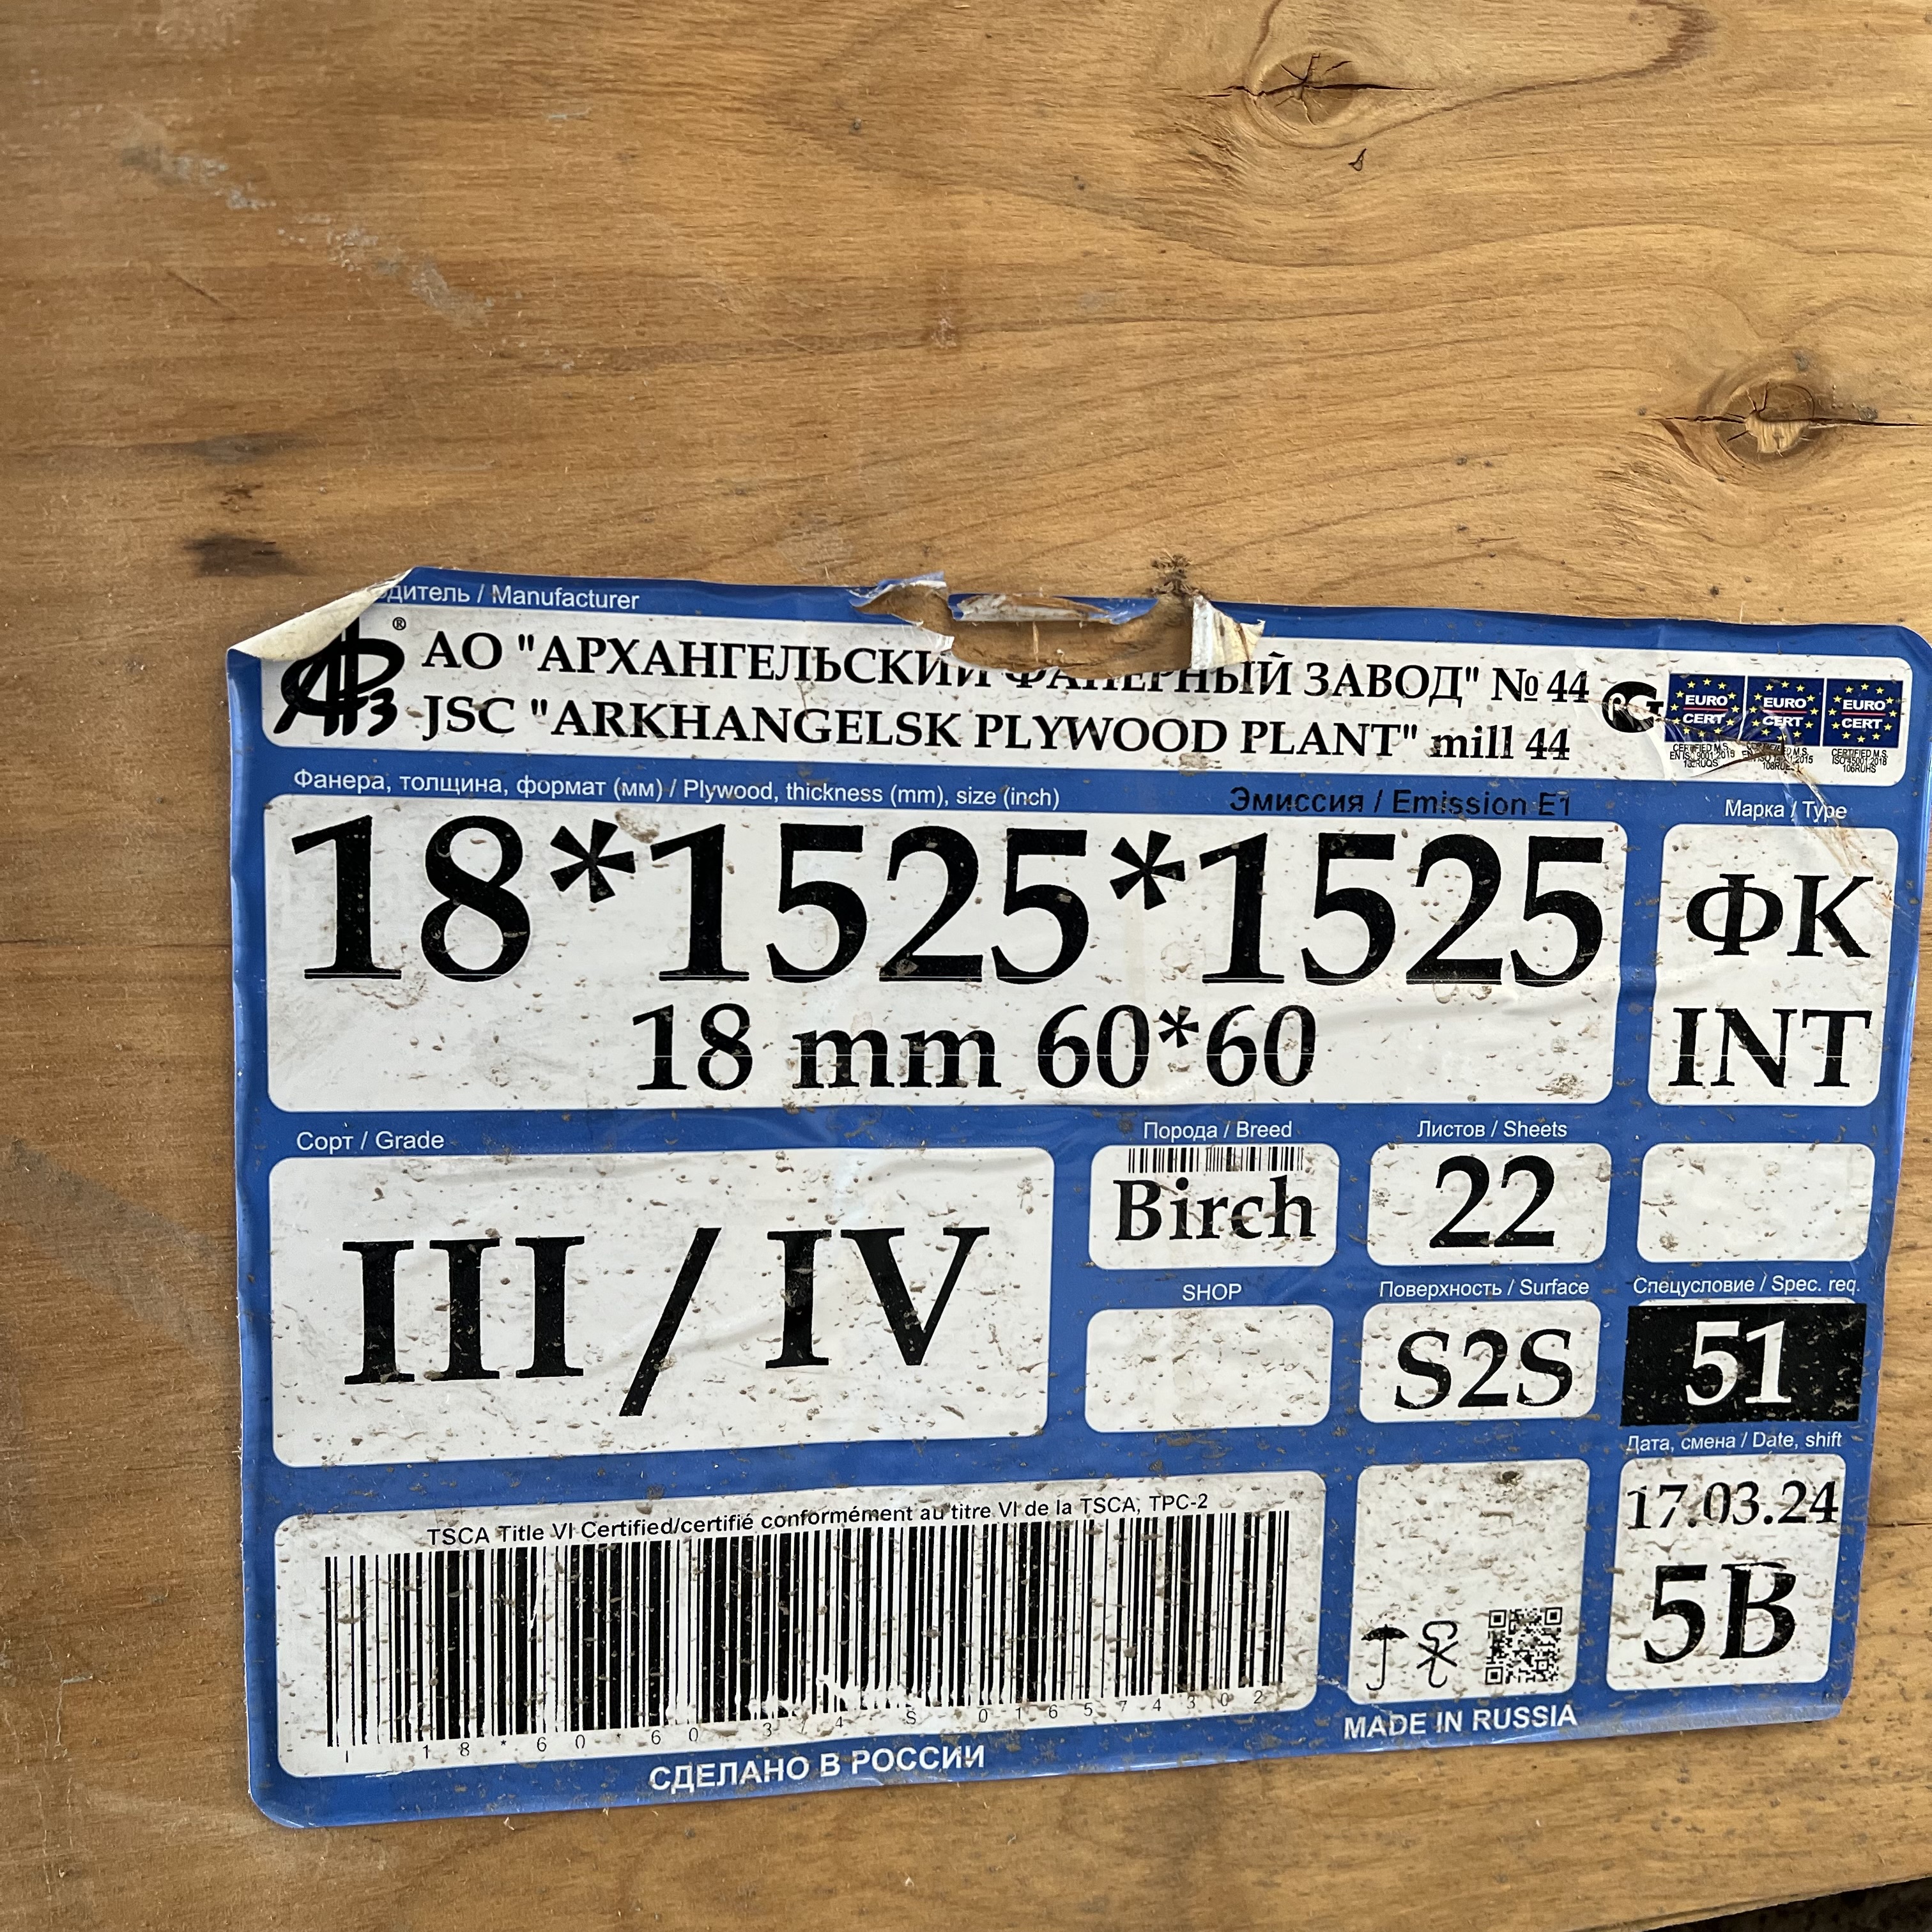 дитель / Manufacturer
АФЗ ®
АО "АРХАНГЕЛЬСКИЙ ФАНЕРНЫЙ ЗАВОД" № 44
JSC "ARKHANGELSK PLYWOOD PLANT" mill 44
EURO CERT EURO CERT EURO CERT
Фанера, толщина, формат (мм) / Plywood, thickness (mm), size (inch)
Эмиссия / Emission E1
Марка / Type
18*1525*1525
18 mm 60*60
ФК
INT
Сорт / Grade
III / IV
Порода / Breed
Birch
Листов / Sheets
22
SHOP
Поверхность / Surface
S2S
Спецусловие / Spec. req.
51
Дата, смена / Date, shift
17.03.24
5B
TSCA Title VI Certified/certifié conformément au titre VI de la TSCA, TPC-2
СДЕЛАНО В РОССИИ
MADE IN RUSSIA